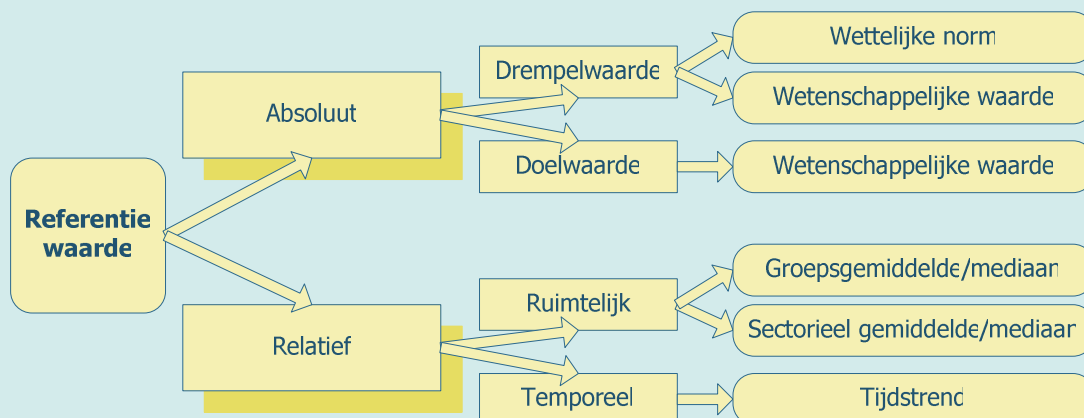 Referentie
waarde
Absoluut
Drempelwaarde
Wettelijke norm
Wetenschappelijke waarde
Doelwaarde
Wetenschappelijke waarde
Relatief
Ruimtelijk
Groepsgemiddelde/mediaan
Sectorieel gemiddelde/mediaan
Temporeel
Tijdstrend